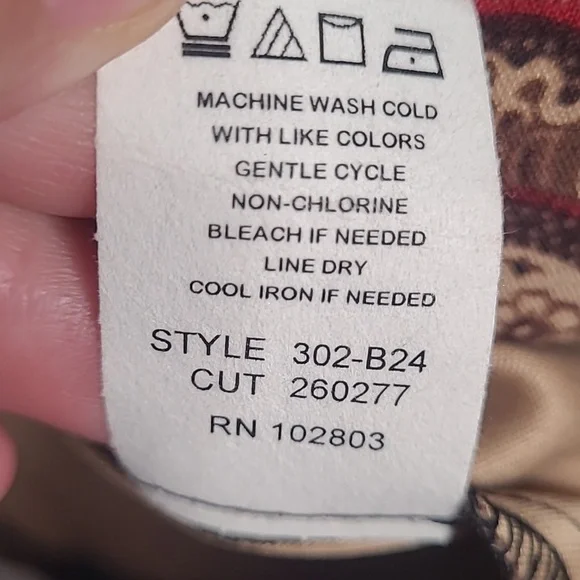 MACHINE WASH COLD
WITH LIKE COLORS
GENTLE CYCLE
NON-CHLORINE
BLEACH IF NEEDED
LINE DRY
COOL IRON IF NEEDED
STYLE 302-B24
CUT 260277
RN 102803